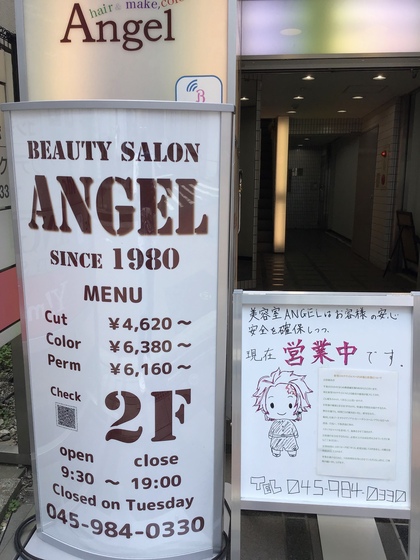 hair make,color
Angel
BEAUTY SALON
ANGEL
SINCE 1980
MENU
Cut ¥4,620～
Color ¥6,380～
Perm ¥6,160～
Check
2F
open close
9:30 ～ 19:00
Closed on Tuesday
045-984-0330
美容室ANGELはお客様の安心
安全を確保しつつ、
現在 営業中です。
TEL 045-984-0330